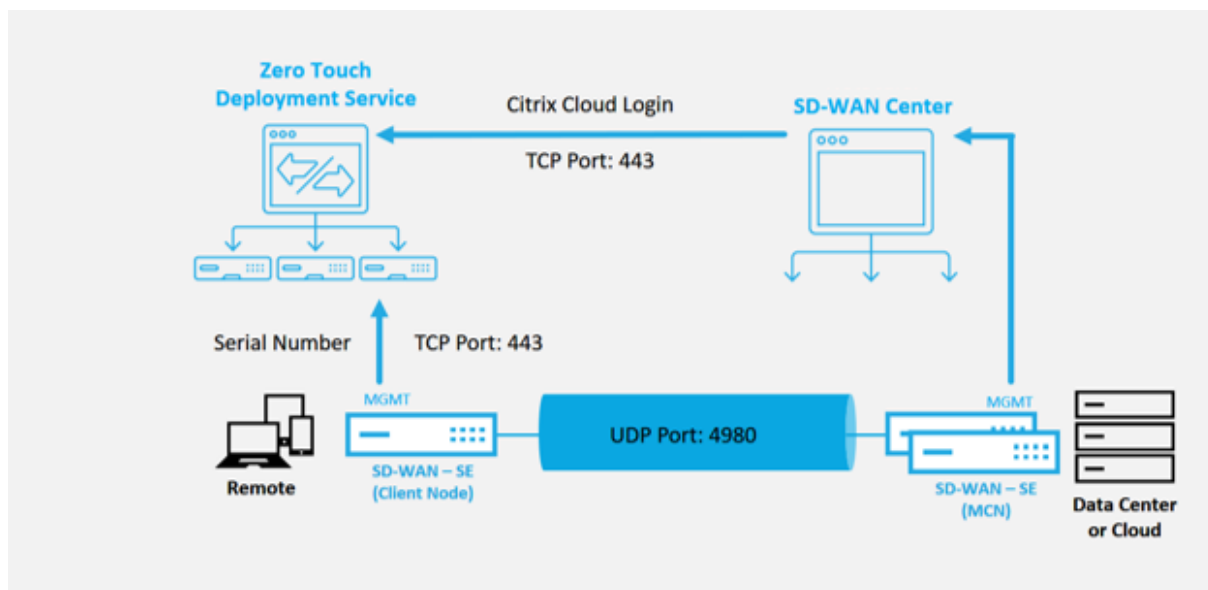 Zero Touch
Deployment Service
Citrix Cloud Login
SD-WAN Center
TCP Port: 443
Serial Number
TCP Port: 443
MGMT
MGMT
UDP Port: 4980
Remote
SD-WAN – SE
(Client Node)
SD-WAN – SE
(MCN)
Data Center
or Cloud